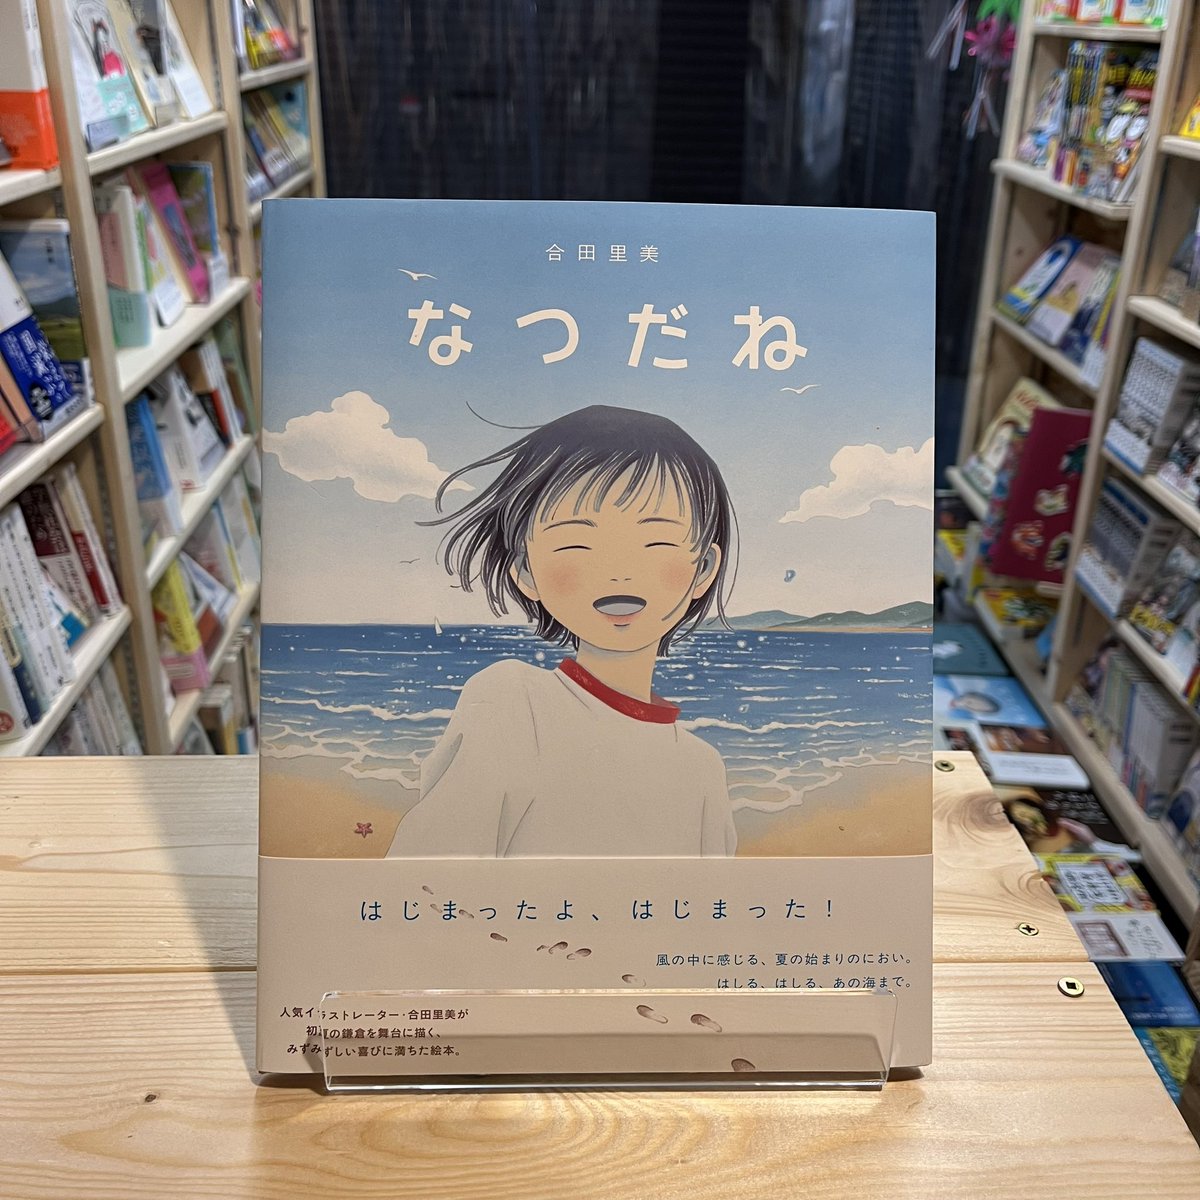 合田里美
なつだね
はじまったよ、はじまった！
風の中に感じる、夏の始まりのにおい。
はしる、はしる、あの海まで。
人気イラストレーター・合田里美が
初夏の鎌倉を舞台に描く、
みずみずしい喜びに満ちた絵本。